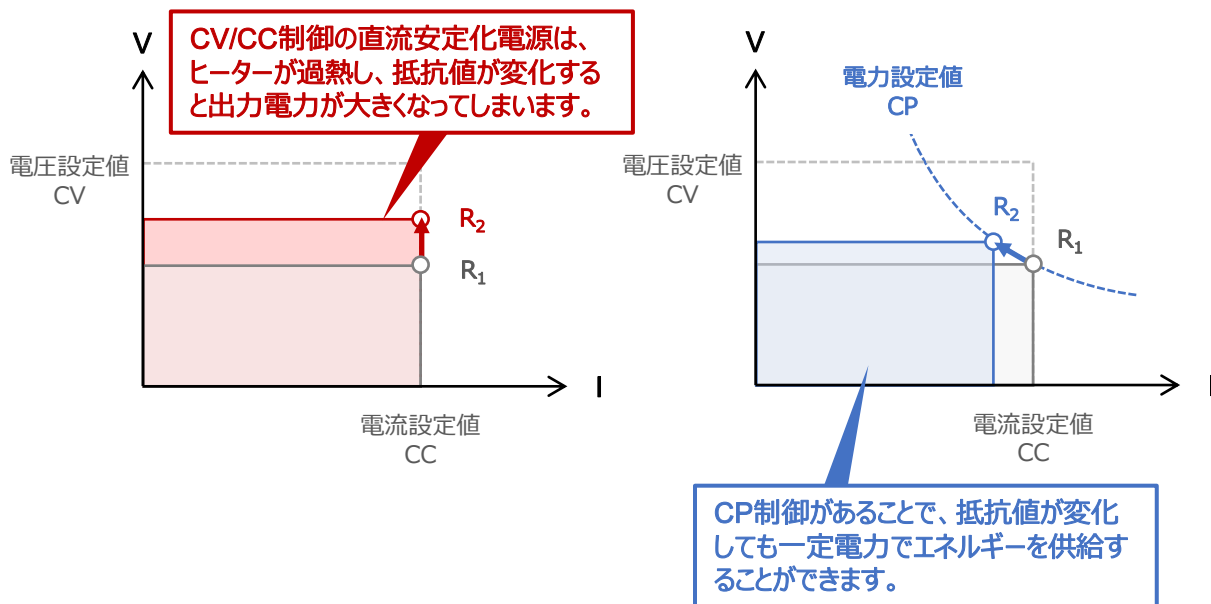 V
CV/CC制御の直流安定化電源は、
ヒーターが過熱し、抵抗値が変化する
と出力電力が大きくなってしまいます。
電圧設定値
CV
R₂
R₁
I
電流設定値
CC
V
電力設定値
CP
電圧設定値
CV
R₂
R₁
I
電流設定値
CC
CP制御があることで、抵抗値が変化
しても一定電力でエネルギーを供給す
ることができます。